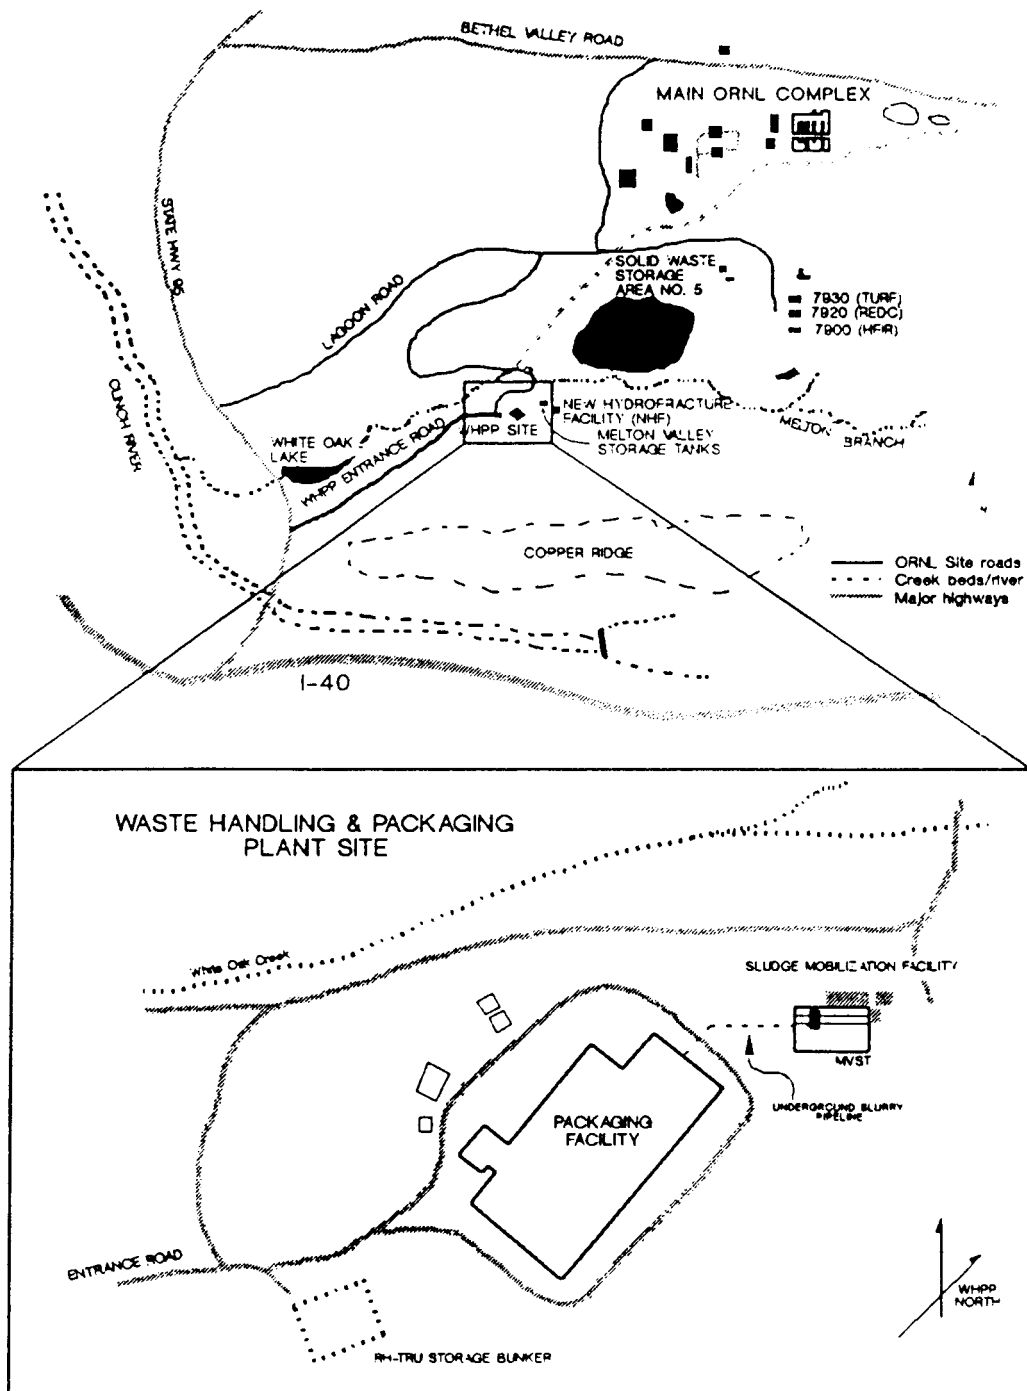 BETHEL VALLEY ROAD
MAIN ORNL COMPLEX
STATE HWY 95
SOLID WASTE
STORAGE
AREA NO. 5
7930 (TURF)
7920 (REDC)
7900 (HFIR)
LAGOON ROAD
CLINCH RIVER
NEW HYDROFRACTURE
FACILITY (NHF)
MELTON VALLEY
STORAGE TANKS
MELTON BRANCH
WHPP SITE
WHITE OAK
LAKE
WHPP ENTRANCE ROAD
N
COPPER RIDGE
ORNL Site roads
Creek beds/river
Major highways
I-40
WASTE HANDLING & PACKAGING
PLANT SITE
White Oak Creek
SLUDGE MOBILIZATION FACILITY
MVST
UNDERGROUND SLURRY
PIPELINE
PACKAGING
FACILITY
ENTRANCE ROAD
WHPP
NORTH
RH-TRU STORAGE BUNKER